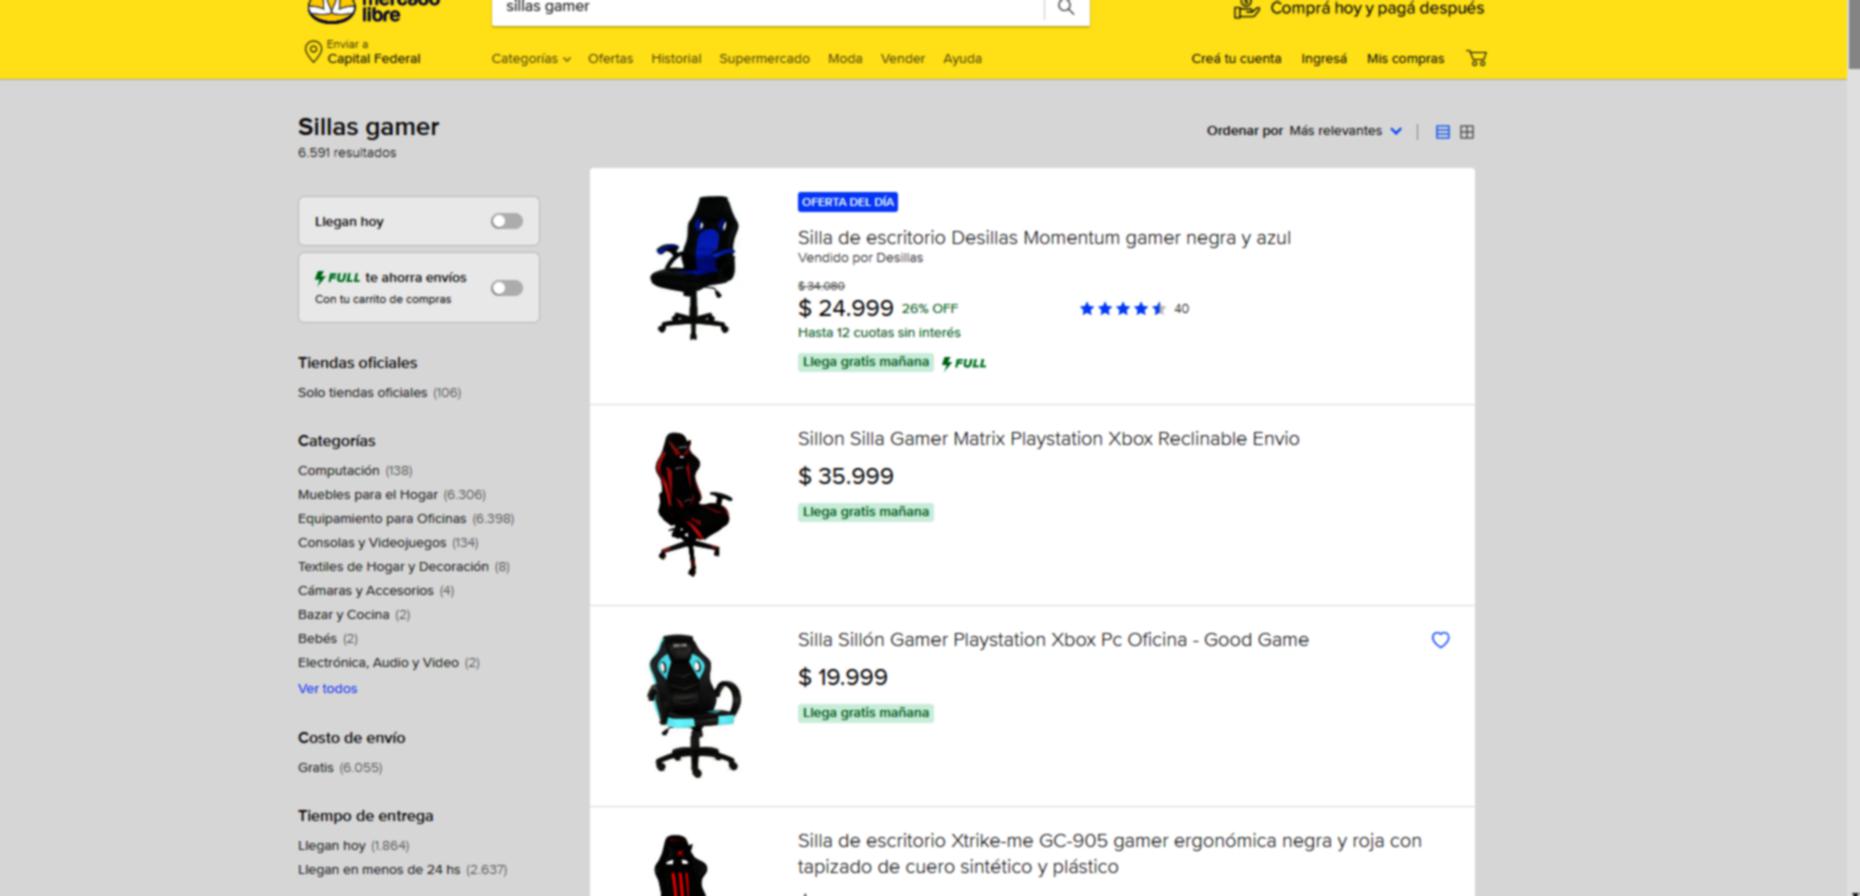 mercado
libre
sillas gamer
Comprá hoy y pagá después
Enviar a
Capital Federal
Categorías
Ofertas
Historial
Supermercado
Moda
Vender
Ayuda
Creá tu cuenta
Ingresá
Mis compras
Sillas gamer
6.591 resultados
Ordenar por Más relevantes
Llegan hoy
FULL te ahorra envíos
Con tu carrito de compras
Tiendas oficiales
Solo tiendas oficiales (106)
Categorías
Computación (138)
Muebles para el Hogar (6.306)
Equipamiento para Oficinas (6.398)
Consolas y Videojuegos (134)
Textiles de Hogar y Decoración (8)
Cámaras y Accesorios (4)
Bazar y Cocina (2)
Bebés (2)
Electrónica, Audio y Video (2)
Ver todos
Costo de envío
Gratis (6.055)
Tiempo de entrega
Llegan hoy (1.864)
Llegan en menos de 24 hs (2.637)
OFERTA DEL DÍA
Silla de escritorio Desillas Momentum gamer negra y azul
Vendido por Desillas
$ 34.080
$ 24.999 26% OFF
40
Hasta 12 cuotas sin interés
Llega gratis mañana FULL
Sillon Silla Gamer Matrix Playstation Xbox Reclinable Envio
$ 35.999
Llega gratis mañana
Silla Sillón Gamer Playstation Xbox Pc Oficina - Good Game
$ 19.999
Llega gratis mañana
Silla de escritorio Xtrike-me GC-905 gamer ergonómica negra y roja con
tapizado de cuero sintético y plástico